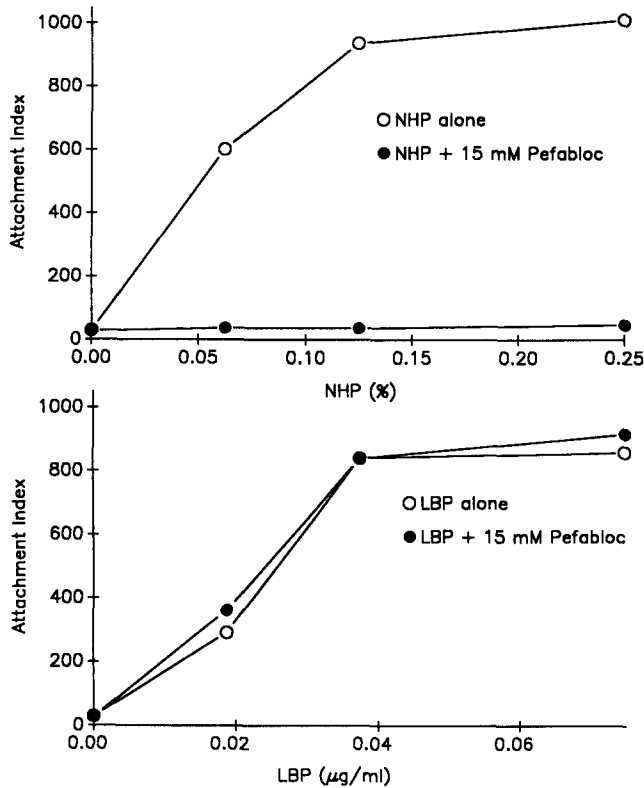 1000
800
600
400
200
0
Attachment Index
NHP alone
NHP + 15 mM Pefabloc
0.00 0.05 0.10 0.15 0.20 0.25
NHP (%)
1000
800
600
400
200
0
Attachment Index
LBP alone
LBP + 15 mM Pefabloc
0.00 0.02 0.04 0.06
LBP (μg/ml)